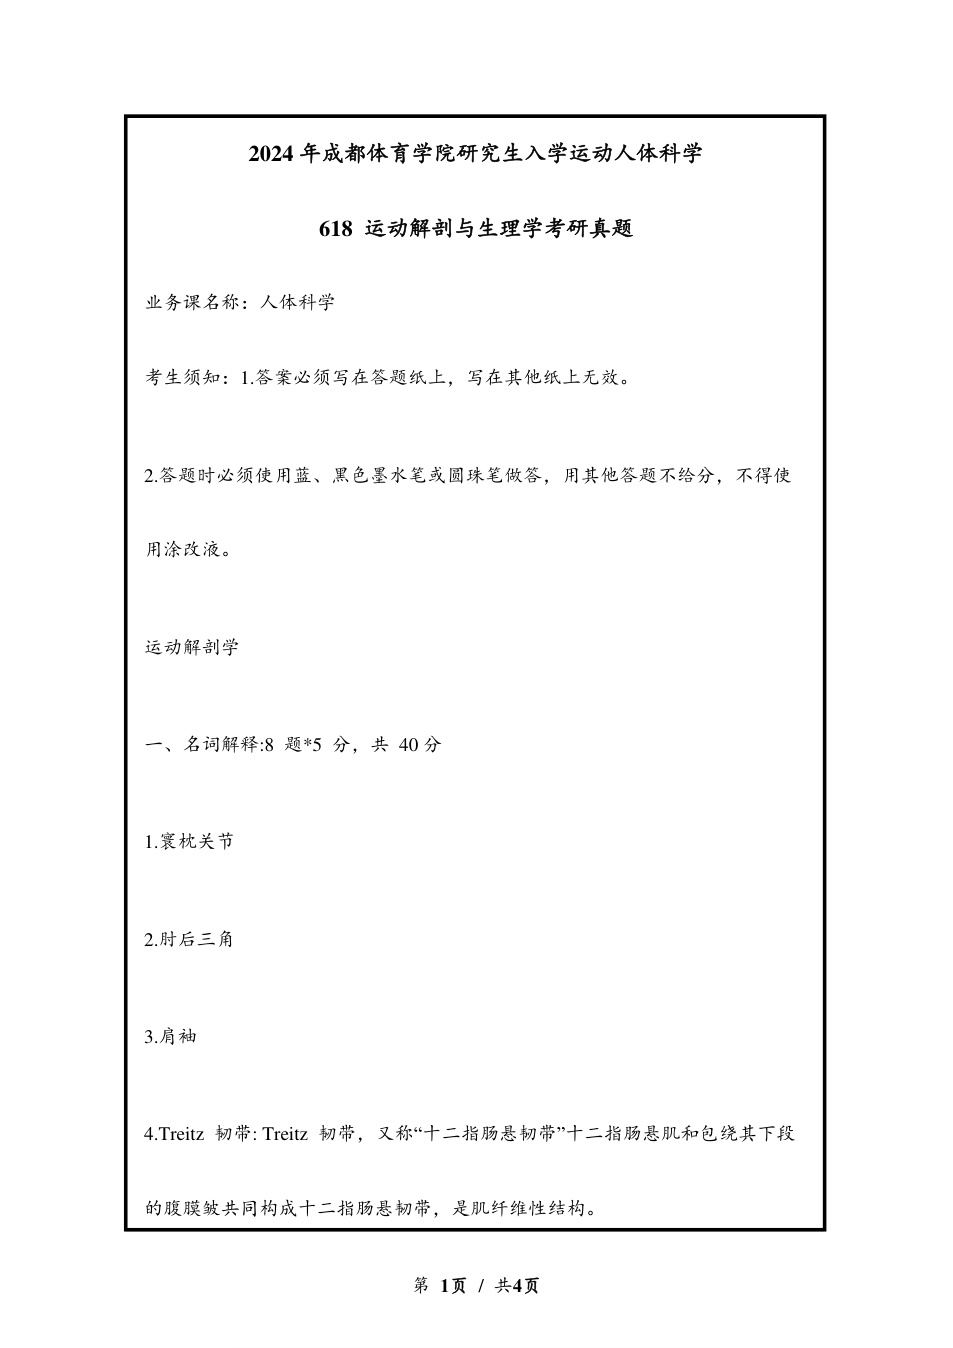 2024 年成都体育学院研究生入学运动人体科学
618 运动解剖与生理学考研真题
业务课名称：人体科学
考生须知：1.答案必须写在答题纸上，写在其他纸上无效。
2.答题时必须使用蓝、黑色墨水笔或圆珠笔做答，用其他答题不给分，不得使
用涂改液。
运动解剖学
一、名词解释:8 题*5 分，共 40 分
1.寰枕关节
2.肘后三角
3.肩袖
4.Treitz 韧带: Treitz 韧带，又称“十二指肠悬韧带”十二指肠悬肌和包绕其下段
的腹膜皱共同构成十二指肠悬韧带，是肌纤维性结构。
第 1页 / 共4页